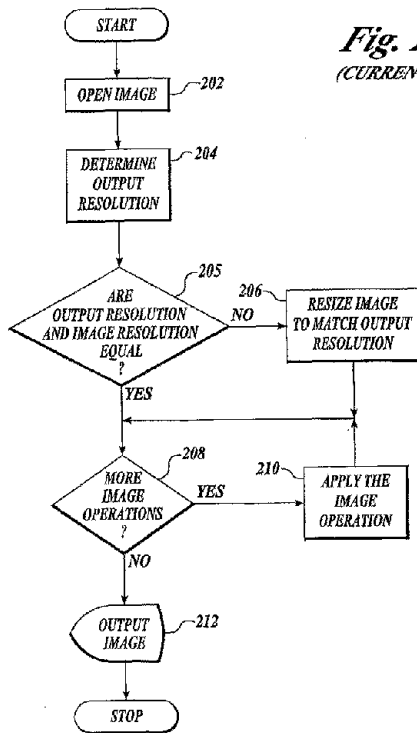 START
Fig.
OPEN IMAGE
202
DETERMINE
OUTPUT
RESOLUTION
204
ARE
OUTPUT RESOLUTION
AND IMAGE RESOLUTION
EQUAL
?
205
NO
206
RESIZE IMAGE
TO MATCH OUTPUT
RESOLUTION
YES
MORE
IMAGE
OPERATIONS
?
208
YES
210
APPLY THE
IMAGE
OPERATION
NO
OUTPUT
IMAGE
212
STOP